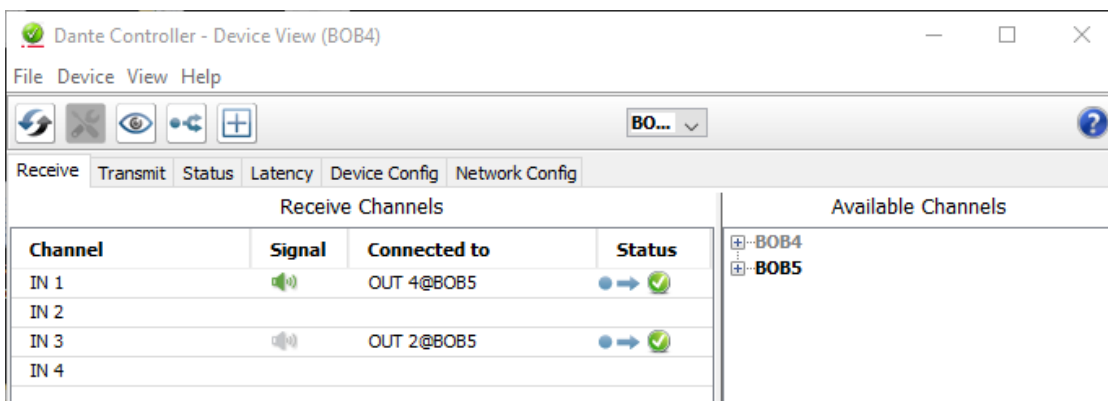 Dante Controller - Device View (BOB4)
File Device View Help
BO...
Receive Transmit Status Latency Device Config Network Config
Receive Channels
Available Channels
Channel Signal Connected to Status
BOB4
BOB5
IN 1 OUT 4@BOB5
IN 2
IN 3 OUT 2@BOB5
IN 4